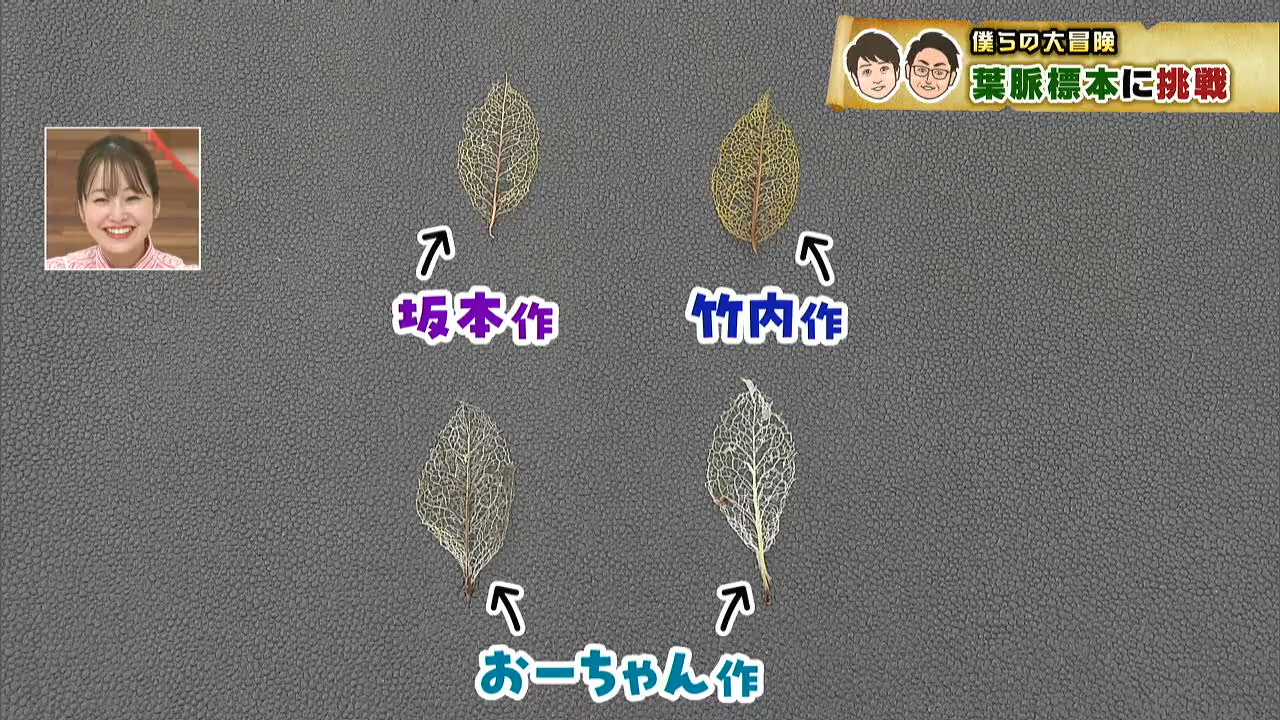 僕らの大冒険
葉脈標本に挑戦
坂本作
竹内作
おーちゃん作